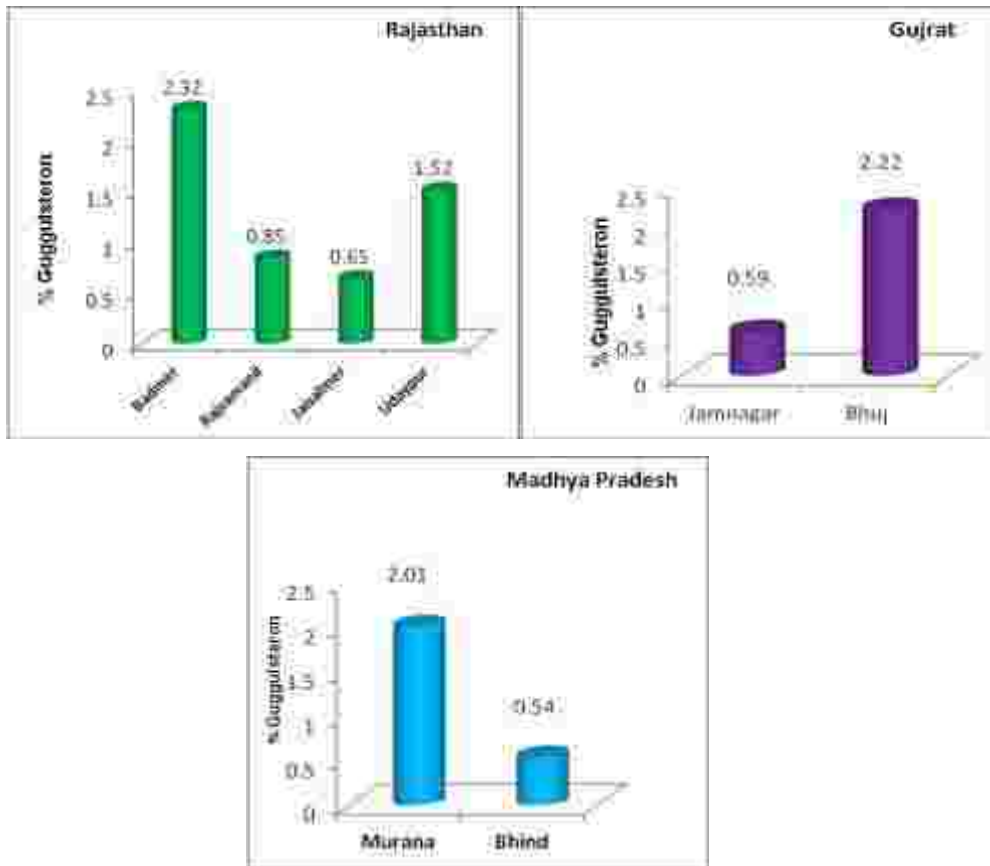 Rajasthan
% Guggulsteron
2.5
2
1.5
1
0.5
0
2.32
0.85
0.65
1.52
Badmer
Rajsamand
Jaisalmer
Udaypur
Gujrat
% Guggulsteron
2.5
2
1.5
1
0.5
0
0.59
2.22
Jamnagar
Bhuj
Madhya Pradesh
% Guggulsteron
2.5
2
1.5
1
0.5
0
2.01
0.54
Murana
Bhind